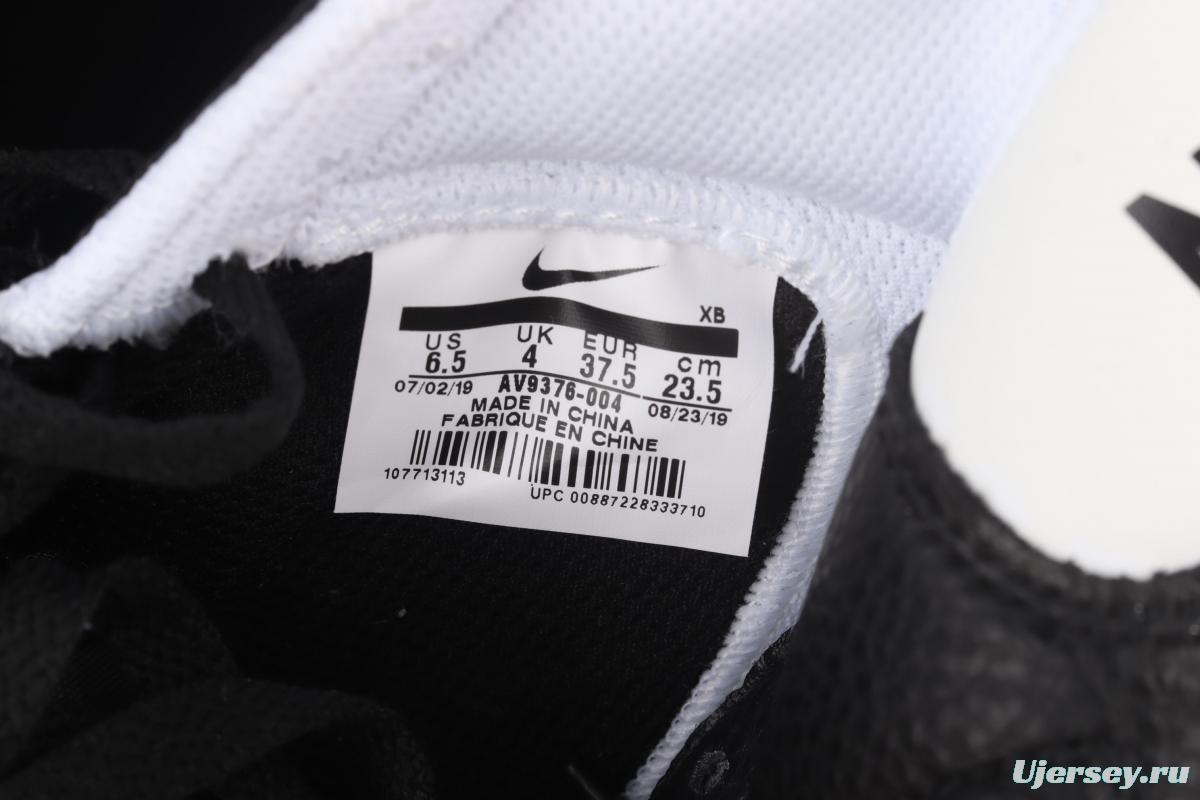 XB
US UK EUR cm
6.5 4 37.5 23.5
07/02/19 AV9376-004 08/23/19
MADE IN CHINA
FABRIQUE EN CHINE
107713113
UPC 00887228333710
Ujersey.ru